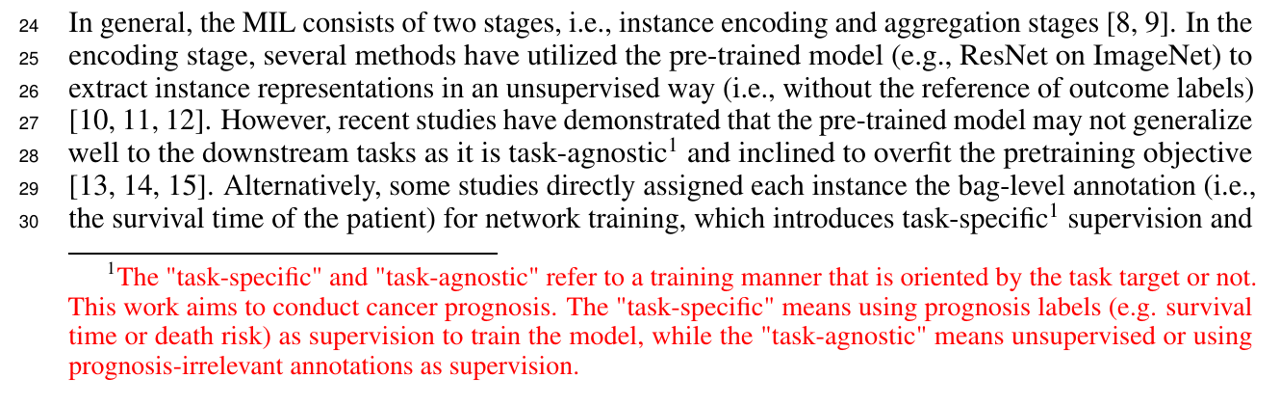 24 In general, the MIL consists of two stages, i.e., instance encoding and aggregation stages [8, 9]. In the
25 encoding stage, several methods have utilized the pre-trained model (e.g., ResNet on ImageNet) to
26 extract instance representations in an unsupervised way (i.e., without the reference of outcome labels)
27 [10, 11, 12]. However, recent studies have demonstrated that the pre-trained model may not generalize
28 well to the downstream tasks as it is task-agnostic¹ and inclined to overfit the pretraining objective
29 [13, 14, 15]. Alternatively, some studies directly assigned each instance the bag-level annotation (i.e.,
30 the survival time of the patient) for network training, which introduces task-specific¹ supervision and
¹The "task-specific" and "task-agnostic" refer to a training manner that is oriented by the task target or not.
This work aims to conduct cancer prognosis. The "task-specific" means using prognosis labels (e.g. survival
time or death risk) as supervision to train the model, while the "task-agnostic" means unsupervised or using
prognosis-irrelevant annotations as supervision.